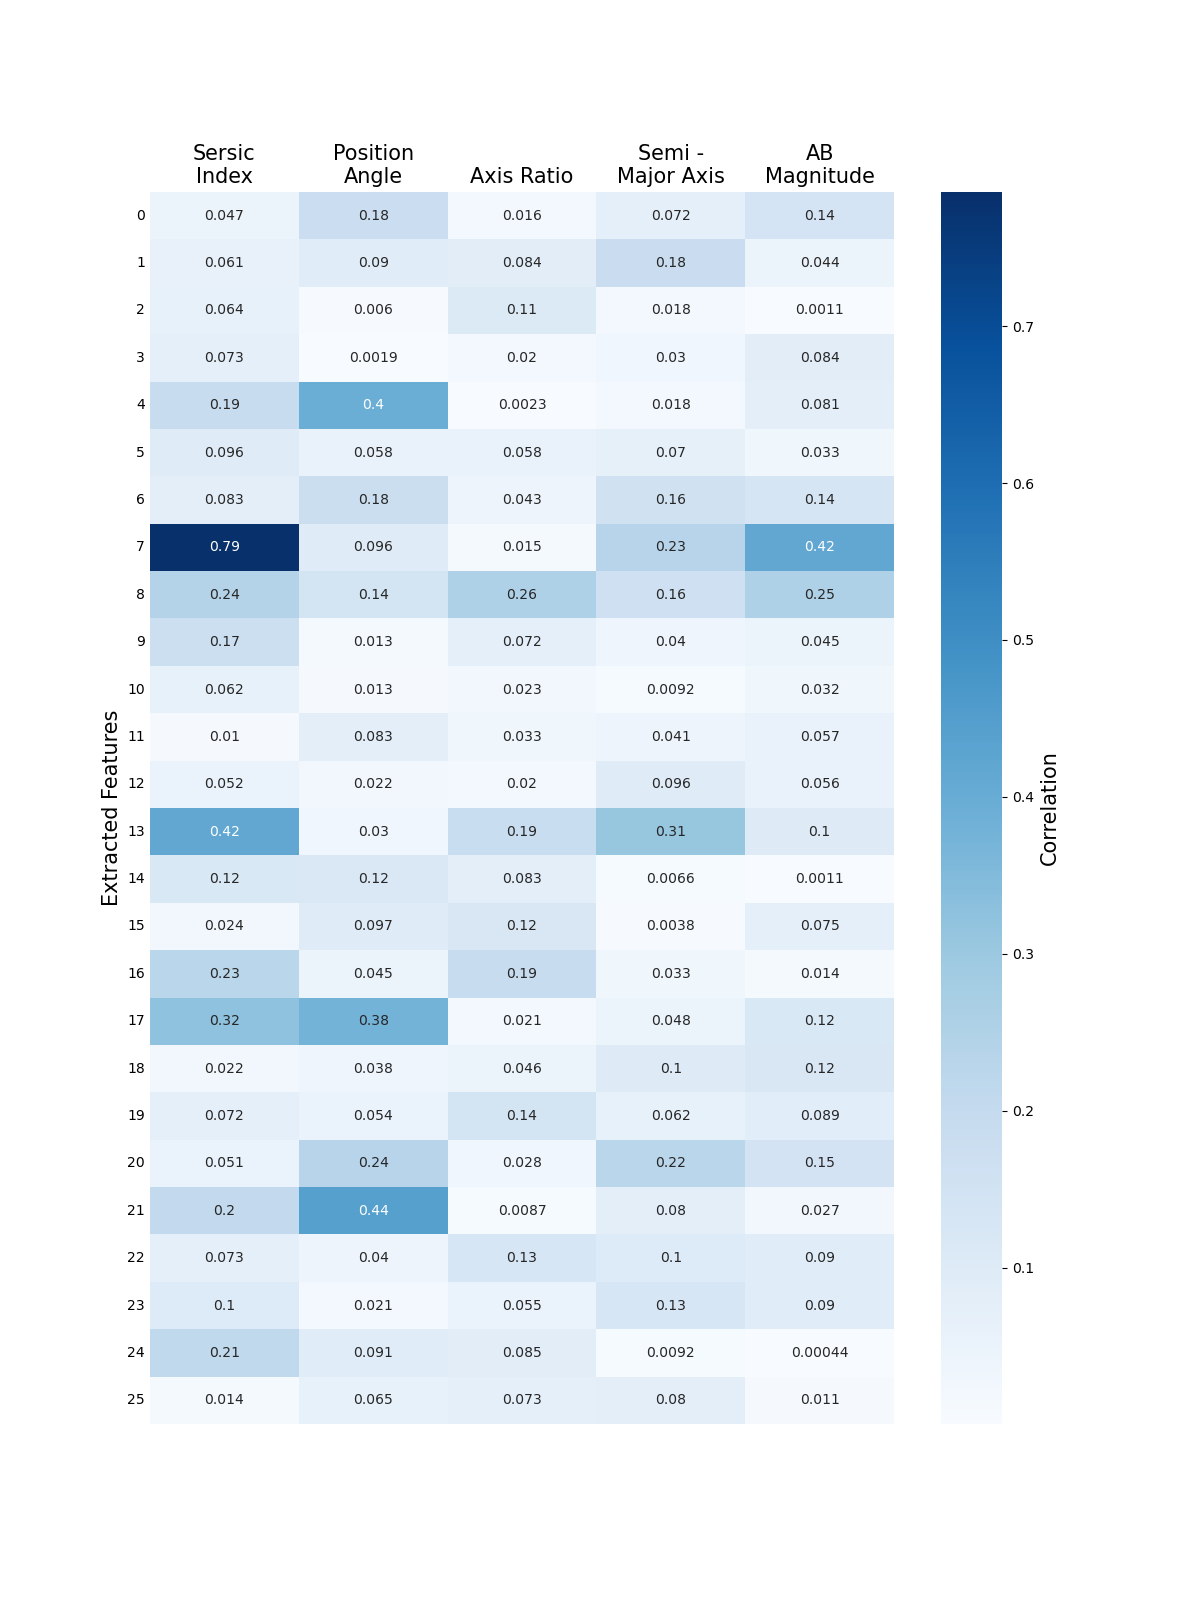 Sersic Index
Position Angle
Axis Ratio
Semi - Major Axis
AB Magnitude
0 0.047 0.18 0.016 0.072 0.14
1 0.061 0.09 0.084 0.18 0.044
2 0.064 0.006 0.11 0.018 0.0011
3 0.073 0.0019 0.02 0.03 0.084
4 0.19 0.4 0.0023 0.018 0.081
5 0.096 0.058 0.058 0.07 0.033
6 0.083 0.18 0.043 0.16 0.14
7 0.79 0.096 0.015 0.23 0.42
8 0.24 0.14 0.26 0.16 0.25
9 0.17 0.013 0.072 0.04 0.045
10 0.062 0.013 0.023 0.0092 0.032
11 0.01 0.083 0.033 0.041 0.057
12 0.052 0.022 0.02 0.096 0.056
13 0.42 0.03 0.19 0.31 0.1
14 0.12 0.12 0.083 0.0066 0.0011
15 0.024 0.097 0.12 0.0038 0.075
16 0.23 0.045 0.19 0.033 0.014
17 0.32 0.38 0.021 0.048 0.12
18 0.022 0.038 0.046 0.1 0.12
19 0.072 0.054 0.14 0.062 0.089
20 0.051 0.24 0.028 0.22 0.15
21 0.2 0.44 0.0087 0.08 0.027
22 0.073 0.04 0.13 0.1 0.09
23 0.1 0.021 0.055 0.13 0.09
24 0.21 0.091 0.085 0.0092 0.00044
25 0.014 0.065 0.073 0.08 0.011
Extracted Features
0.7
0.6
0.5
0.4
0.3
0.2
0.1
Correlation